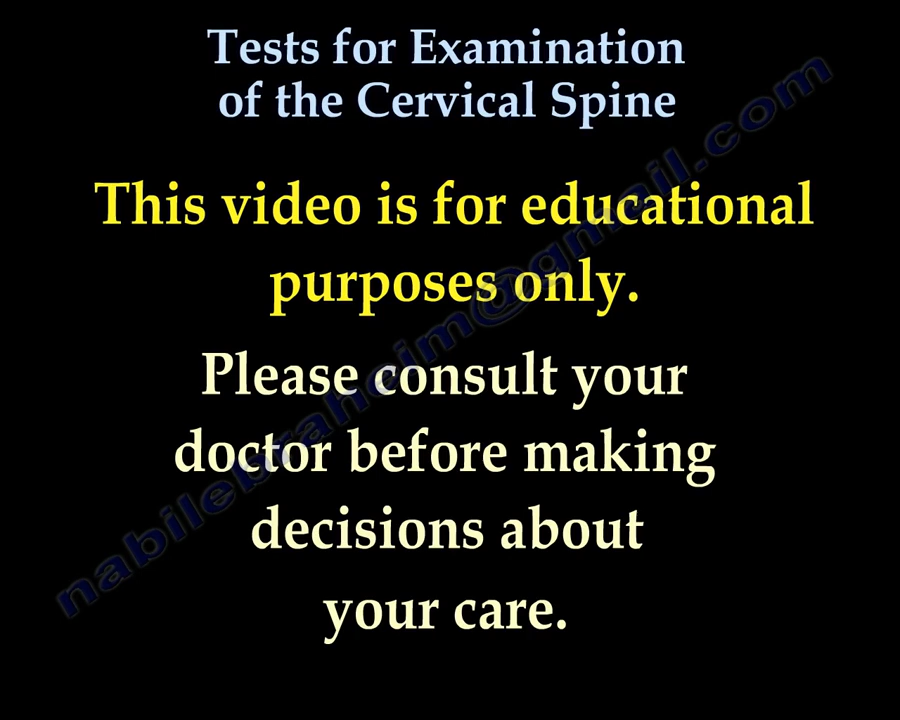 Tests for Examination
of the Cervical Spine
This video is for educational
purposes only.
Please consult your
doctor before making
decisions about
your care.
nabilebraheim@gmail.com